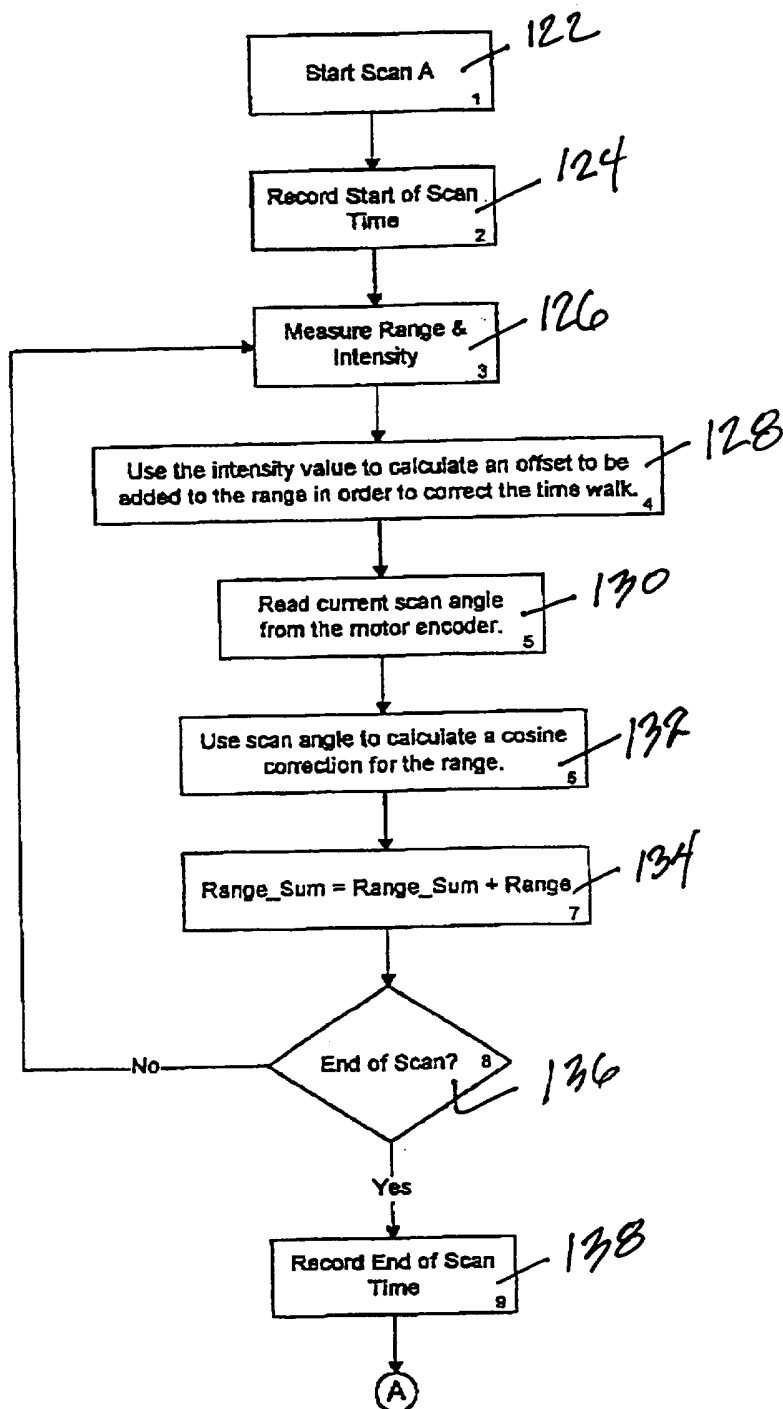 122
Start Scan A
1
124
Record Start of Scan
Time
2
126
Measure Range &
Intensity
3
128
Use the intensity value to calculate an offset to be
added to the range in order to correct the time walk.
4
130
Read current scan angle
from the motor encoder.
5
132
Use scan angle to calculate a cosine
correction for the range.
6
134
Range_Sum = Range_Sum + Range
7
No
End of Scan?
8
136
Yes
138
Record End of Scan
Time
9
A